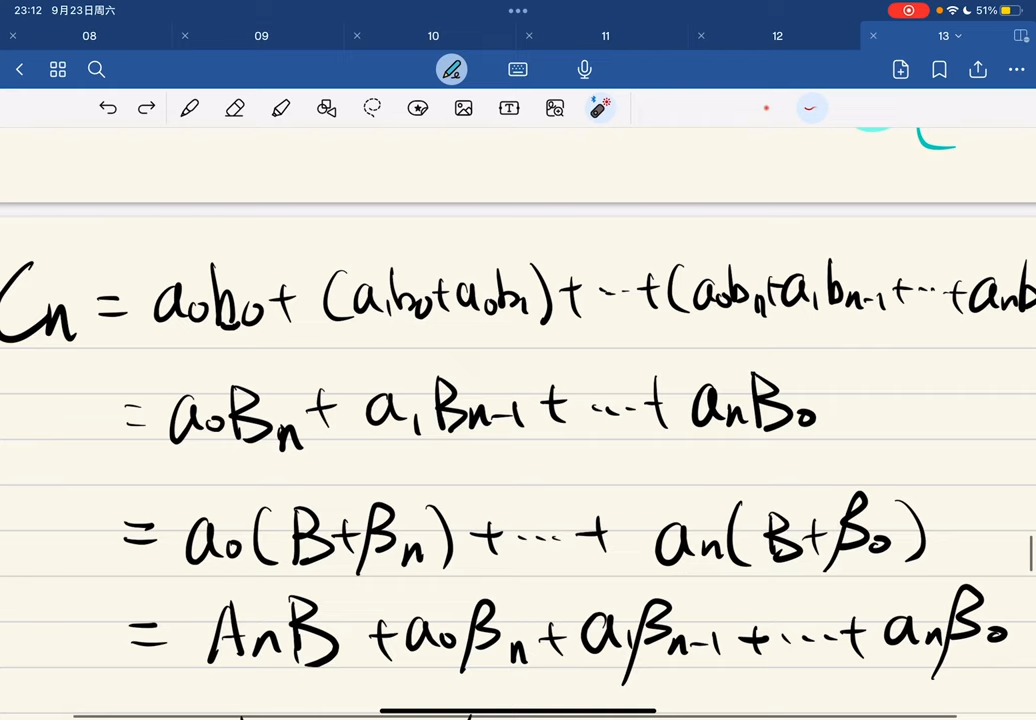 23:12 9月23日周六 51%
08 09 10 11 12 13
Cn = a0b0 + (a1b0+a0b1) + ... + (a0bn+a1bn-1+...+anb
= a0Bn + a1Bn-1 + ... + anB0
= a0(B+βn) + ... + an(B+β0)
= AnB + a0βn + a1βn-1 + ... + anβ0